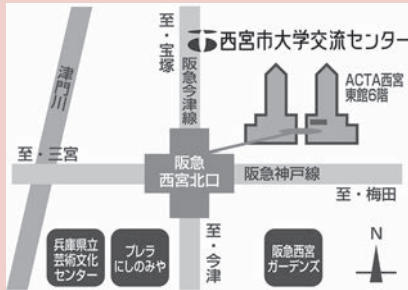 西宮市大学交流センター
至・宝塚
阪急今津線
津門川
ACTA西宮
東館6階
至・三宮
阪急
西宮北口
阪急神戸線
至・梅田
兵庫県立
芸術文化
センター
プレラ
にしのみや
至・今津
阪急西宮
ガーデンズ
N